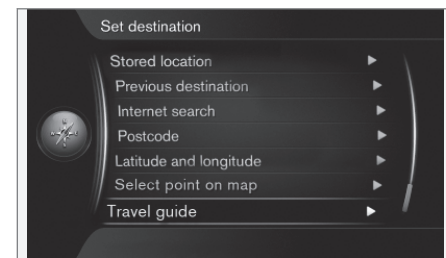 Set destination
Stored location
Previous destination
Internet search
Postcode
Latitude and longitude
Select point on map
Travel guide